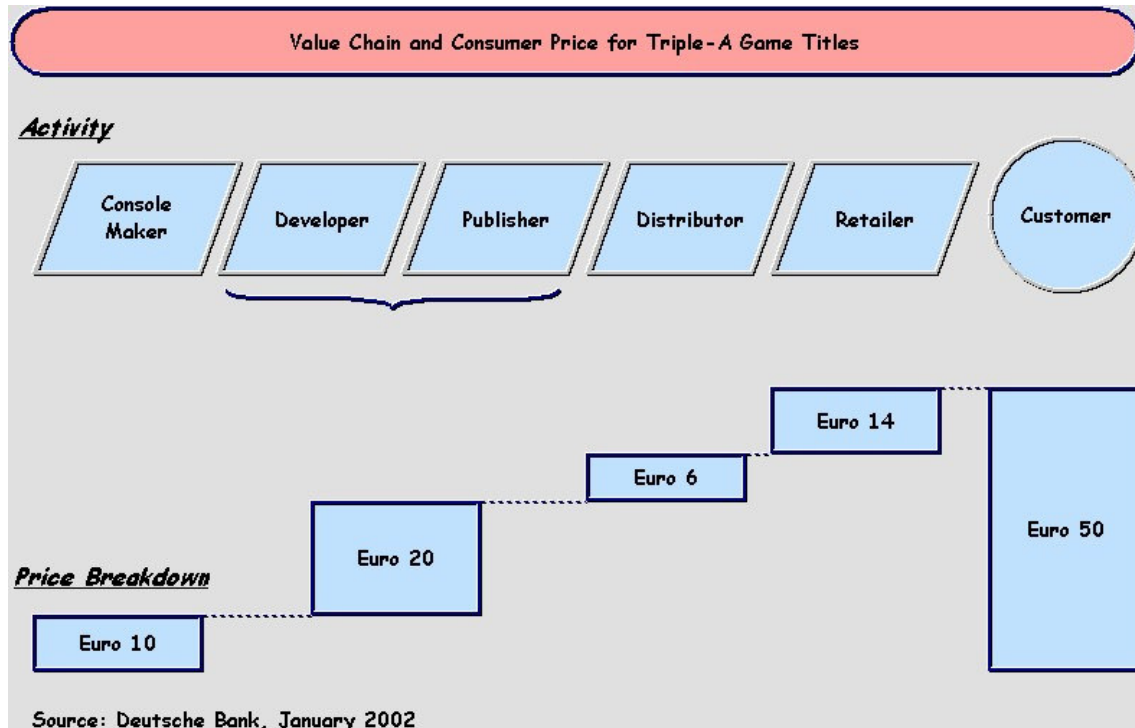 Value Chain and Consumer Price for Triple-A Game Titles
Activity
Console
Maker
Developer
Publisher
Distributor
Retailer
Customer
Euro 14
Euro 6
Euro 50
Euro 20
Price Breakdown
Euro 10
Source: Deutsche Bank, January 2002